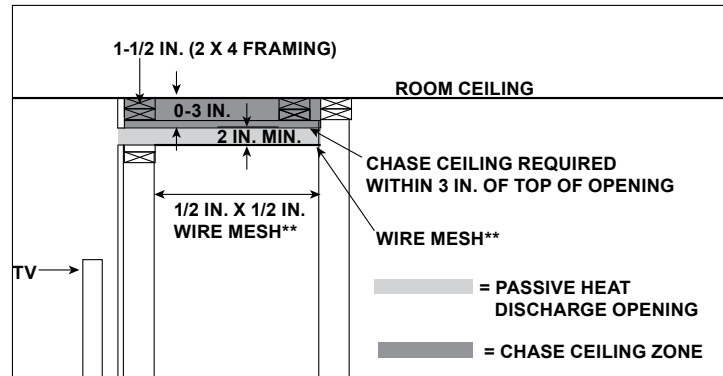 1-1/2 IN. (2 X 4 FRAMING)
ROOM CEILING
0-3 IN.
2 IN. MIN.
CHASE CEILING REQUIRED
WITHIN 3 IN. OF TOP OF OPENING
1/2 IN. X 1/2 IN.
WIRE MESH**
WIRE MESH**
TV
= PASSIVE HEAT
DISCHARGE OPENING
= CHASE CEILING ZONE